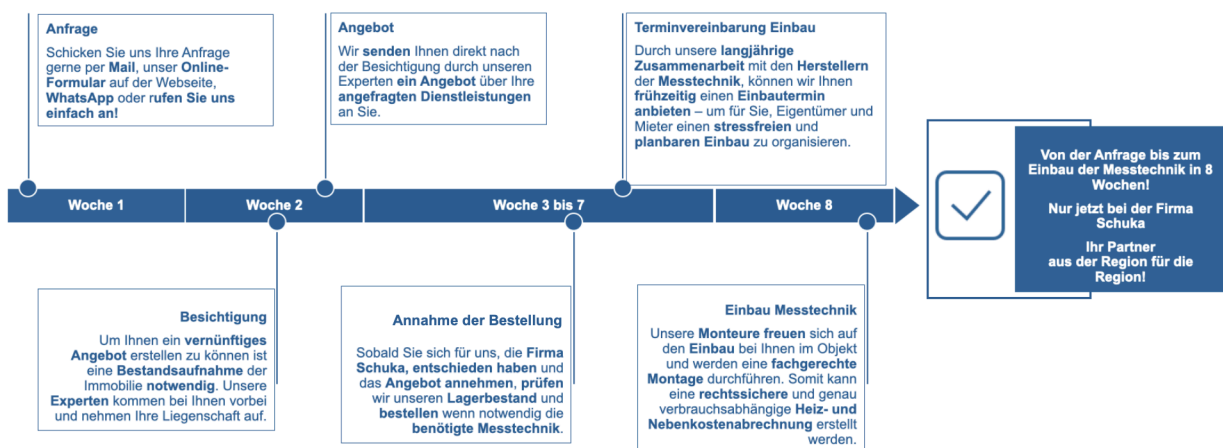 Anfrage
Schicken Sie uns Ihre Anfrage
gerne per Mail, unser Online-
Formular auf der Webseite,
WhatsApp oder rufen Sie uns
einfach an!
Angebot
Wir senden Ihnen direkt nach
der Besichtigung durch unseren
Experten ein Angebot über Ihre
angefragten Dienstleistungen
an Sie.
Terminvereinbarung Einbau
Durch unsere langjährige
Zusammenarbeit mit den Herstellern
der Messtechnik, können wir Ihnen
frühzeitig einen Einbautermin
anbieten – um für Sie, Eigentümer und
Mieter einen stressfreien und
planbaren Einbau zu organisieren.
Woche 1
Woche 2
Woche 3 bis 7
Woche 8
Von der Anfrage bis zum
Einbau der Messtechnik in 8
Wochen!
Nur jetzt bei der Firma
Schuka
Ihr Partner
aus der Region für die
Region!
Besichtigung
Um Ihnen ein vernünftiges
Angebot erstellen zu können ist
eine Bestandsaufnahme der
Immobilie notwendig. Unsere
Experten kommen bei Ihnen vorbei
und nehmen Ihre Liegenschaft auf.
Annahme der Bestellung
Sobald Sie sich für uns, die Firma
Schuka, entschieden haben und
das Angebot annehmen, prüfen
wir unseren Lagerbestand und
bestellen wenn notwendig die
benötigte Messtechnik.
Einbau Messtechnik
Unsere Monteure freuen sich auf
den Einbau bei Ihnen im Objekt
und werden eine fachgerechte
Montage durchführen. Somit kann
eine rechtssichere und genau
verbrauchsabhängige Heiz- und
Nebenkostenabrechnung erstellt
werden.